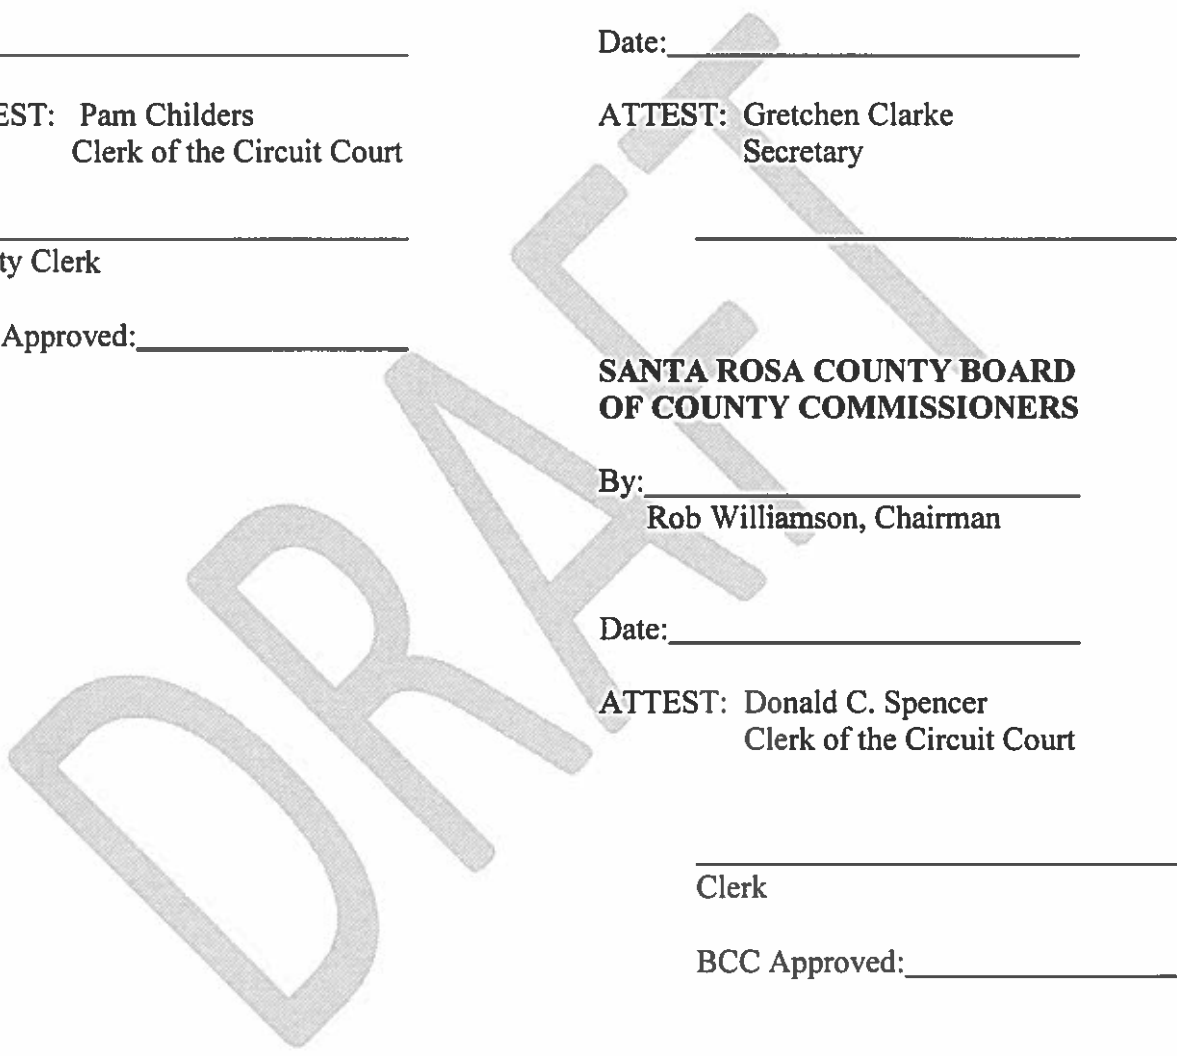 EST: Pam Childers
Clerk of the Circuit Court
ty Clerk
Approved:
Date:
ATTEST: Gretchen Clarke
Secretary
SANTA ROSA COUNTY BOARD
OF COUNTY COMMISSIONERS
By:
Rob Williamson, Chairman
Date:
ATTEST: Donald C. Spencer
Clerk of the Circuit Court
Clerk
BCC Approved:
DRAFT